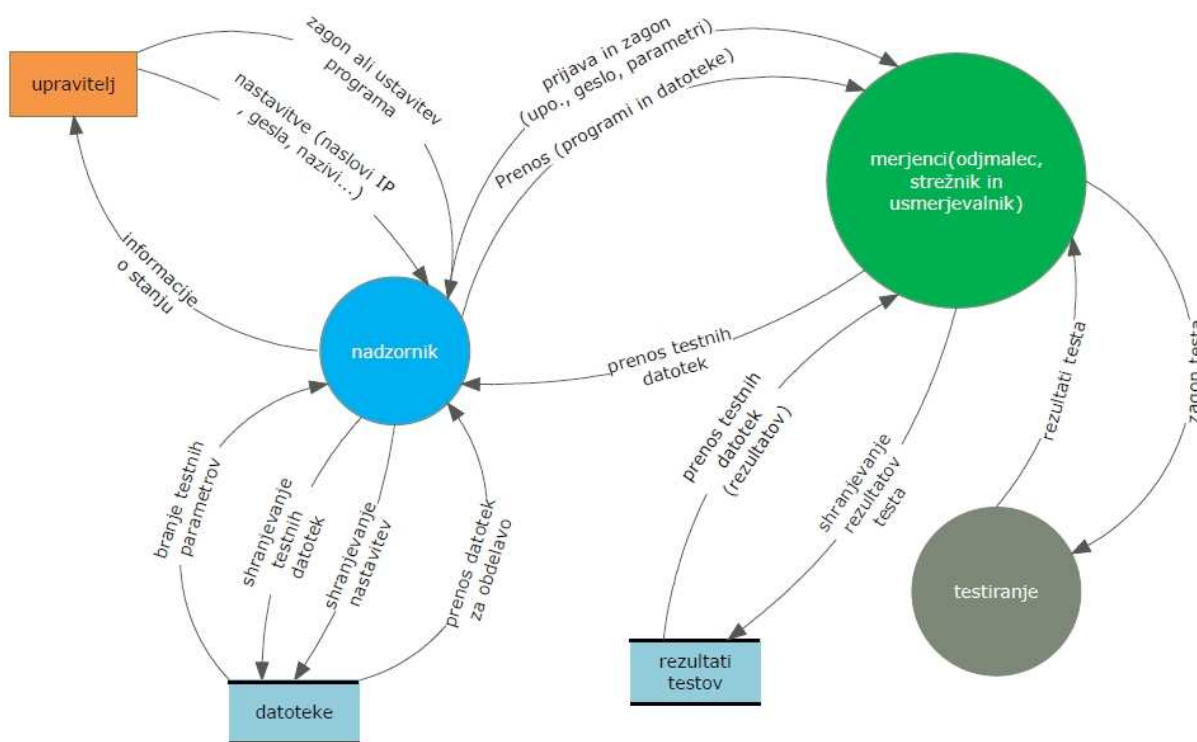 upravitelj
zagon ali ustavitev
programa
nastavitve (naslovi IP
, gesla, nazivi...)
informacije
o stanju
prijava in zagon
(upo., geslo, parametri)
Prenos (programi in datoteke)
merjenci(odjmalec,
strežnik in
usmerjevalnik)
nadzornik
prenos testnih
datotek
prenos testnih
datotek
(rezultatov)
shranjevanje
rezultatov
testa
rezultati testa
zagon testa
branje testnih
parametrov
shranjevanje
testnih
datotek
shranjevanje
nastavitev
prenos datotek
za obdelavo
testiranje
rezultati
testov
datoteke